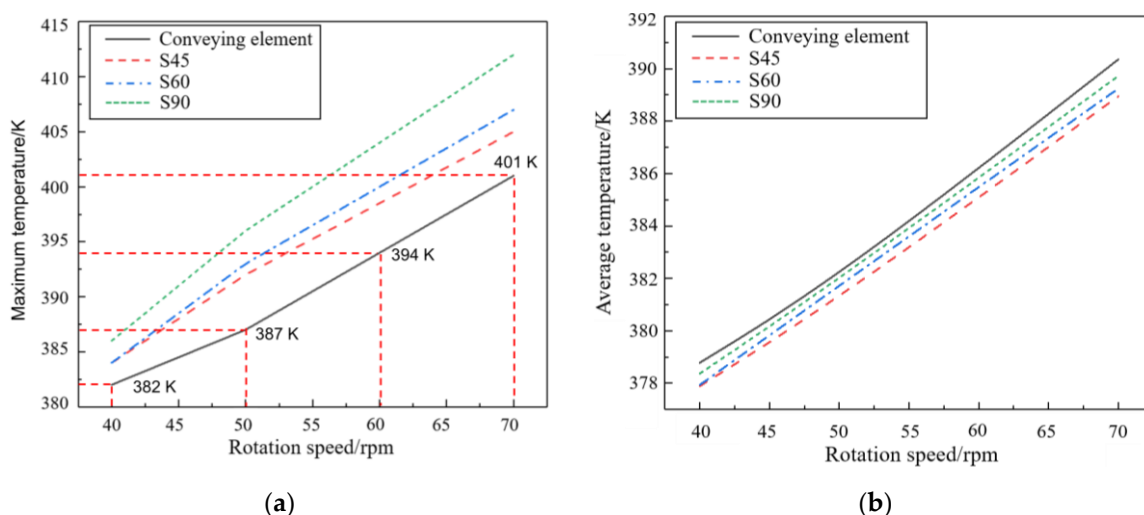 415
410
405
400
395
390
385
380
Maximum temperature/K
Conveying element
S45
S60
S90
401 K
394 K
387 K
382 K
40 45 50 55 60 65 70
Rotation speed/rpm
(a)
392
390
388
386
384
382
380
378
Average temperature/K
Conveying element
S45
S60
S90
40 45 50 55 60 65 70
Rotation speed/rpm
(b)